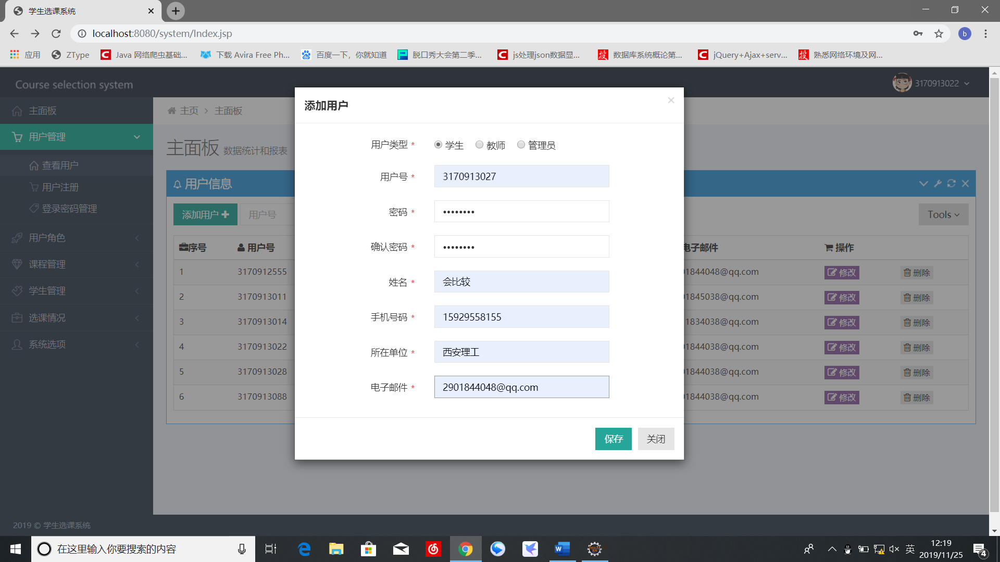 学生选课系统
localhost:8080/system/Index.jsp
b
应用
ZType
Java 网络爬虫基础...
下载 Avira Free Ph...
百度一下，你就知道
脱口秀大会第二季...
js处理json数据显...
数据库系统概论第...
jQuery+Ajax+serv...
熟悉网络环境及网...
Course selection system
3170913022
主面板
用户管理
查看用户
用户注册
登录密码管理
用户角色
课程管理
学生管理
选课情况
系统选项
主页 > 主面板
主面板 数据统计和报表
用户信息
添加用户
用户号
Tools
序号 用户号 电子邮件 操作
1 3170912555 1844048@qq.com 修改 删除
2 3170913011 1845038@qq.com 修改 删除
3 3170913014 1834038@qq.com 修改 删除
4 3170913022 1844038@qq.com 修改 删除
5 3170913028 1844038@qq.com 修改 删除
6 3170913088 1844038@qq.com 修改 删除
添加用户
用户类型 * 学生 教师 管理员
用户号 * 3170913027
密码 * ••••••••
确认密码 * ••••••••
姓名 * 会比较
手机号码 * 15929558155
所在单位 * 西安理工
电子邮件 * 2901844048@qq.com
保存 关闭
2019 © 学生选课系统
在这里输入你要搜索的内容
英
12:19
2019/11/25
4